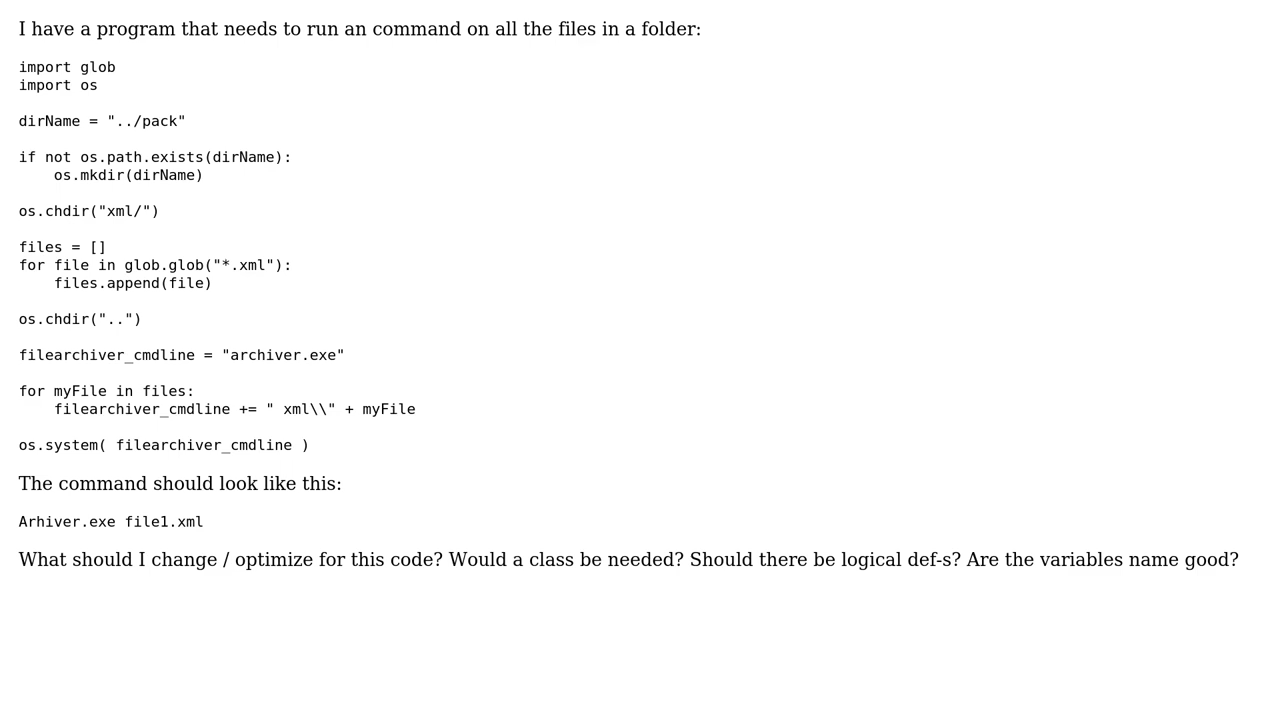 I have a program that needs to run an command on all the files in a folder:
import glob
import os
dirName = "../pack"
if not os.path.exists(dirName):
    os.mkdir(dirName)
os.chdir("xml/")
files = []
for file in glob.glob("*.xml"):
    files.append(file)
os.chdir("..")
filearchiver_cmdline = "archiver.exe"
for myFile in files:
    filearchiver_cmdline += " xml\\" + myFile
os.system( filearchiver_cmdline )
The command should look like this:
Arhiver.exe file1.xml
What should I change / optimize for this code? Would a class be needed? Should there be logical def-s? Are the variables name good?